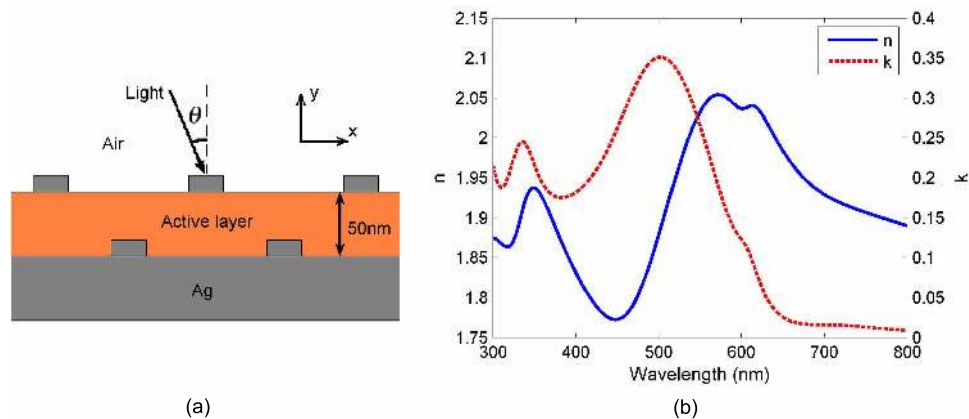 Light
θ
y
x
Air
Active layer
50nm
Ag
(a)
2.15
2.1
2.05
2
1.95
1.9
1.85
1.8
1.75
n
0.4
0.35
0.3
0.25
0.2
0.15
0.1
0.05
0
k
n
k
300
400
500
600
700
800
Wavelength (nm)
(b)